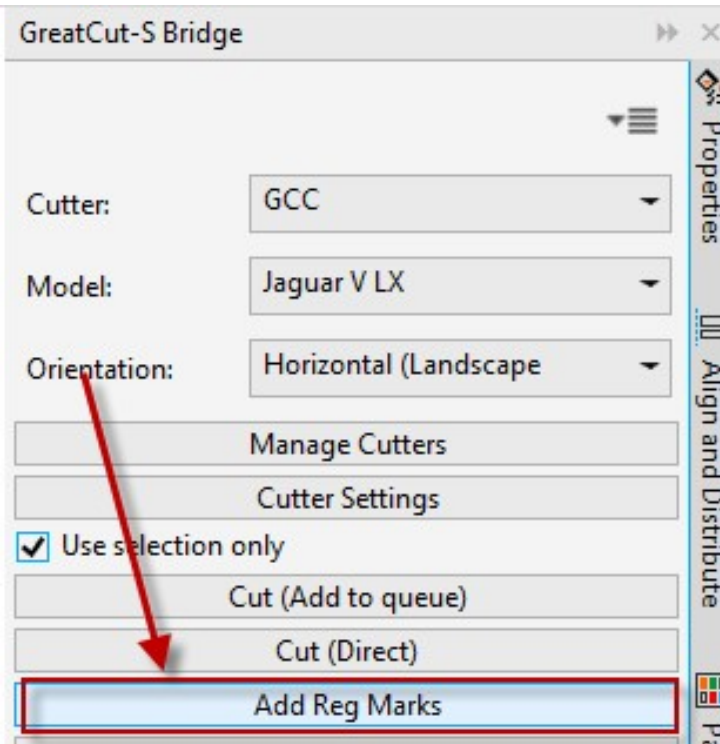 GreatCut-S Bridge
Cutter:
GCC
Model:
Jaguar V LX
Orientation:
Horizontal (Landscape
Manage Cutters
Cutter Settings
Use selection only
Cut (Add to queue)
Cut (Direct)
Add Reg Marks
Properties
Align and Distribute